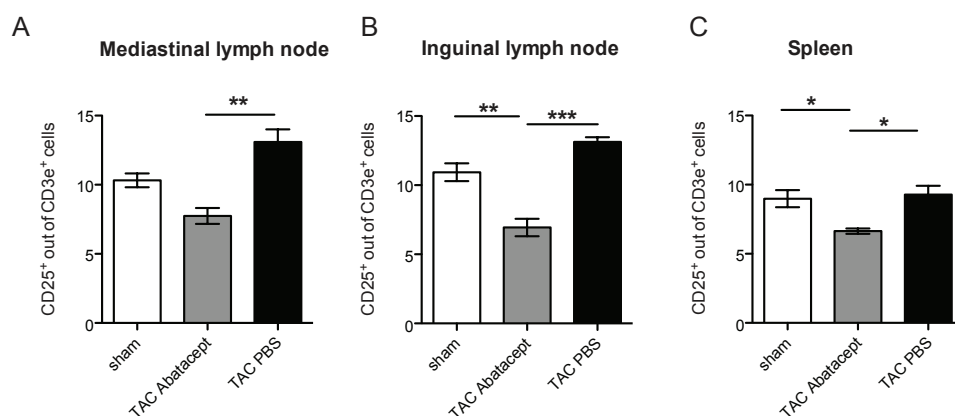 A
Mediastinal lymph node
CD25⁺ out of CD3e⁺ cells
15
10
5
0
**
sham
TAC Abatacept
TAC PBS
B
Inguinal lymph node
CD25⁺ out of CD3e⁺ cells
15
10
5
0
**
***
sham
TAC Abatacept
TAC PBS
C
Spleen
CD25⁺ out of CD3e⁺ cells
15
10
5
0
*
*
sham
TAC Abatacept
TAC PBS